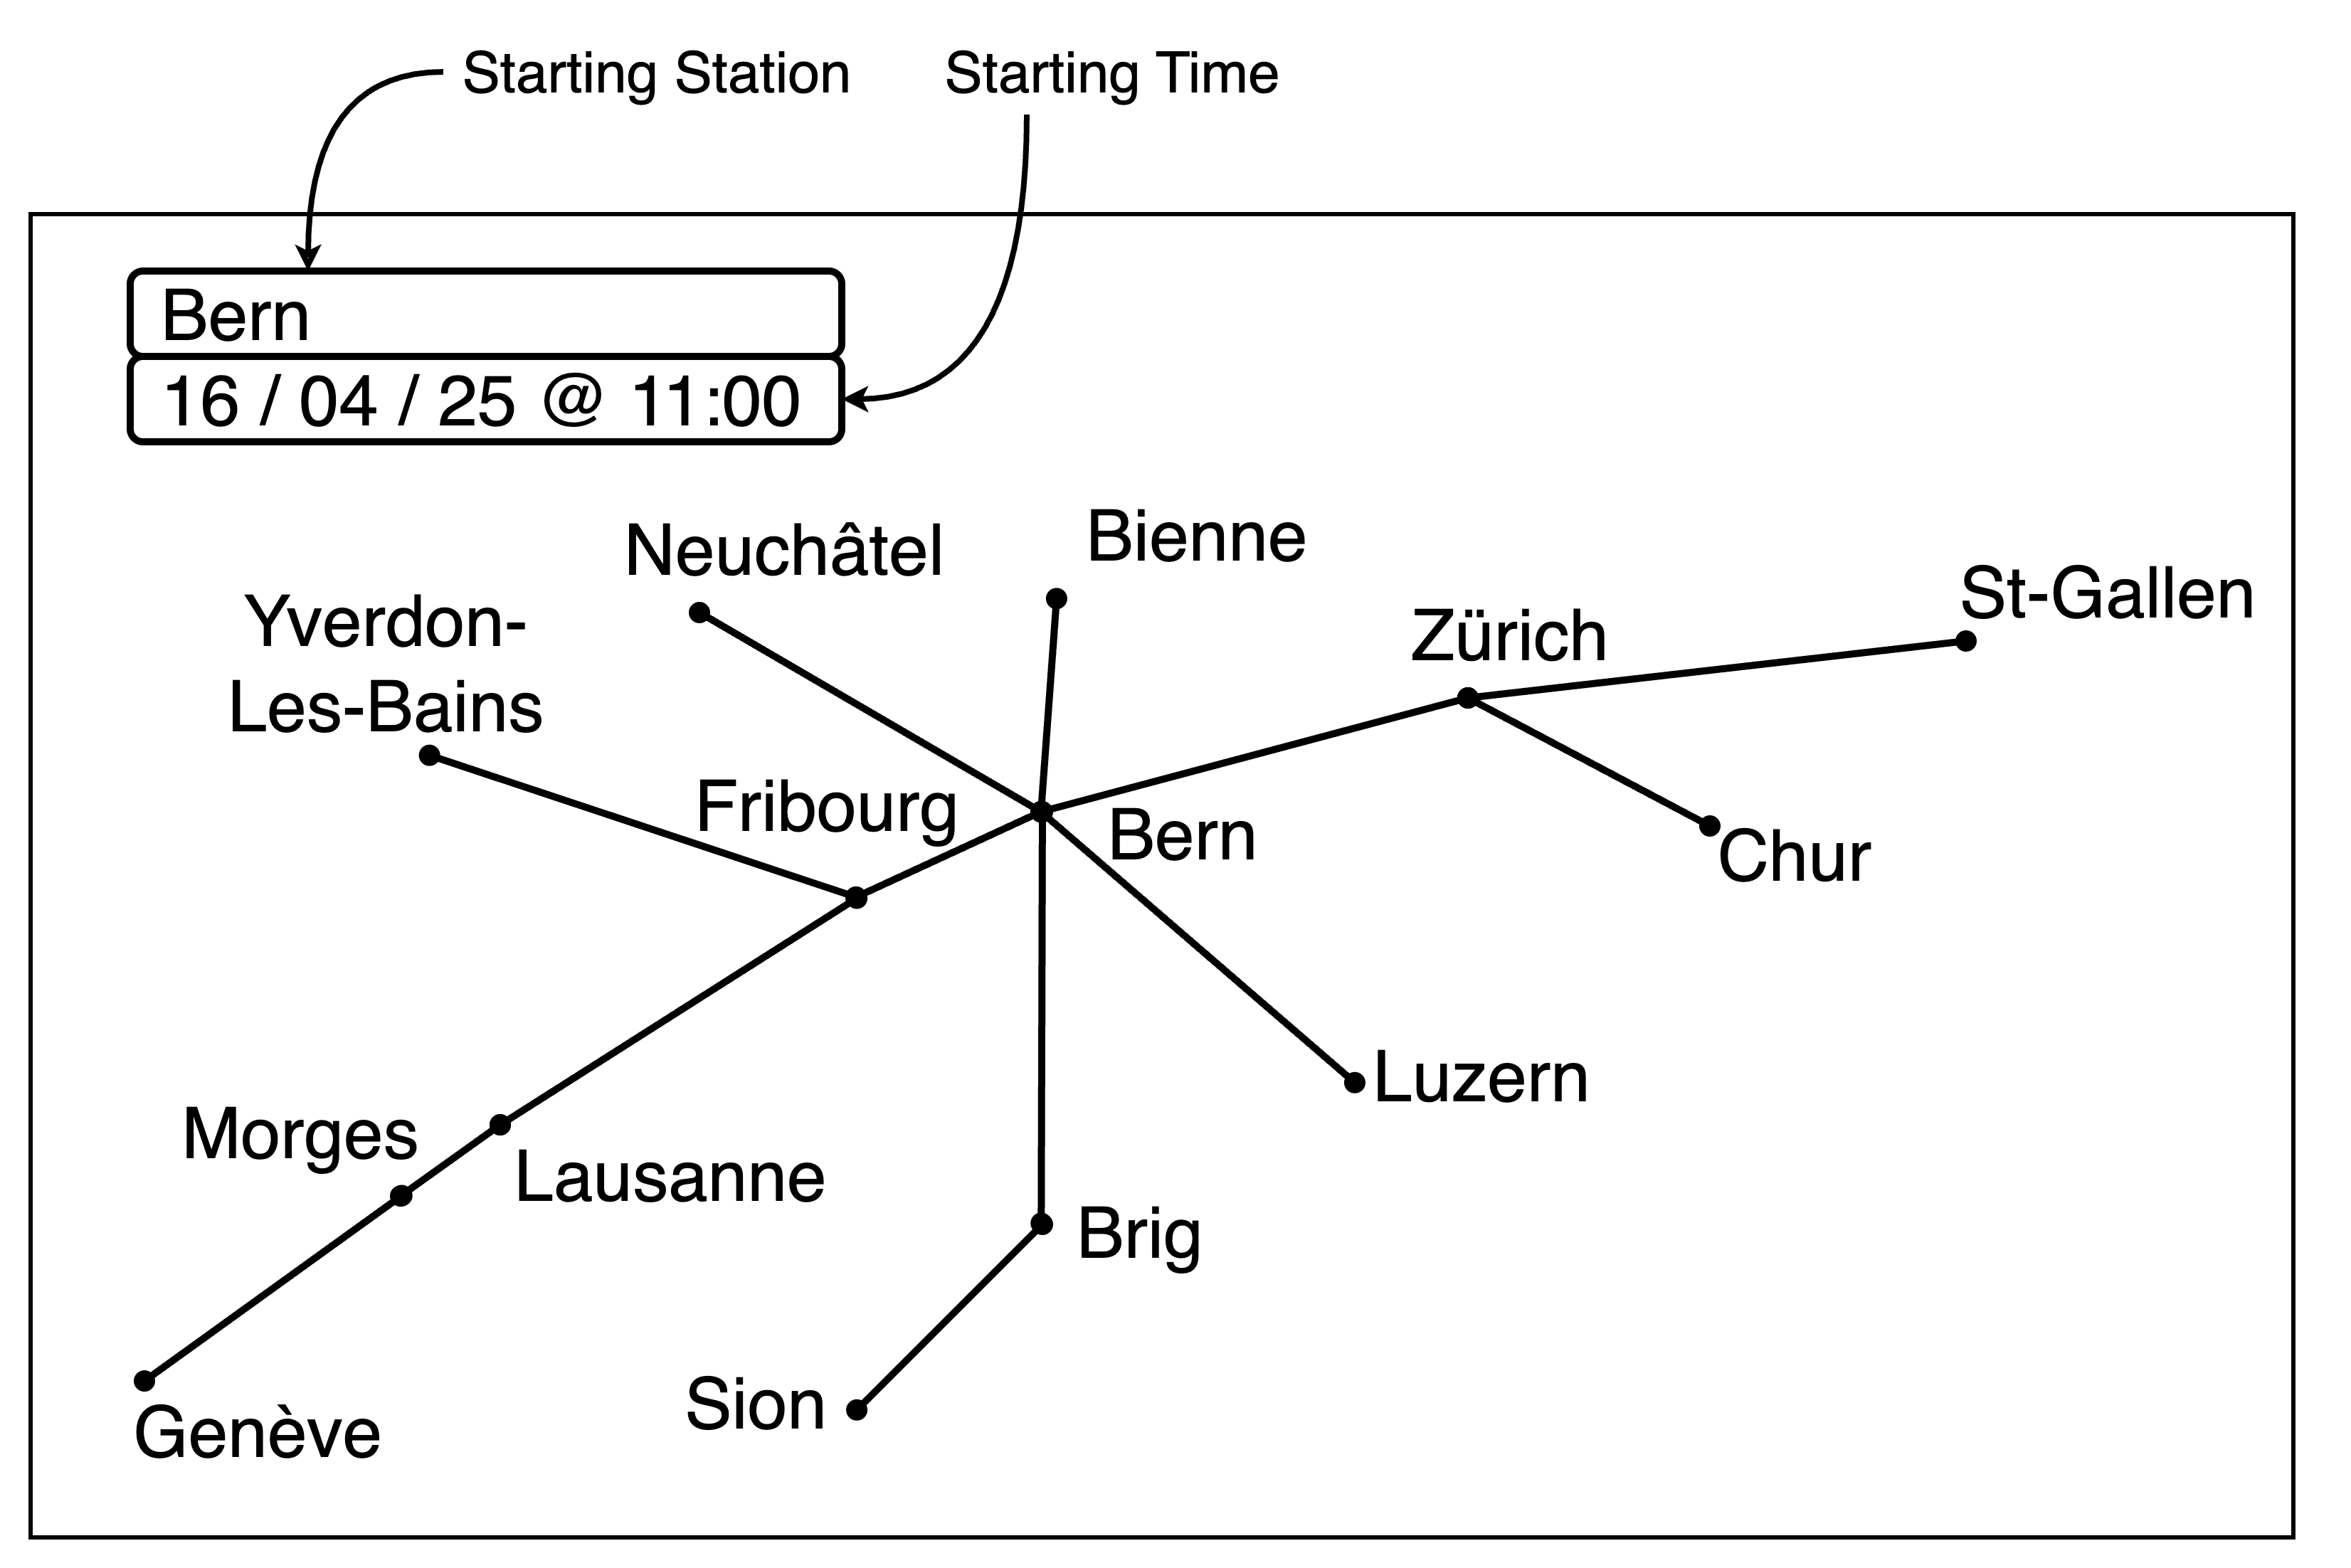 Starting Station
Starting Time
Bern
16 / 04 / 25 @ 11:00
Neuchâtel
Bienne
Yverdon-
Les-Bains
Zürich
St-Gallen
Fribourg
Bern
Chur
Morges
Lausanne
Luzern
Brig
Sion
Genève